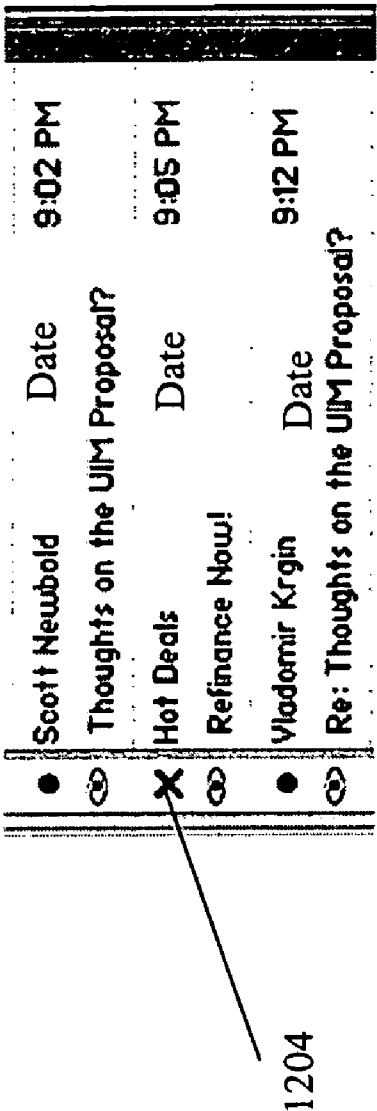 Scott Newbold Date 9:02 PM
Thoughts on the UIM Proposal?
X Hot Deals Date 9:05 PM
Refinance Now!
Vladomir Krgin Date 9:12 PM
Re: Thoughts on the UIM Proposal?
1204